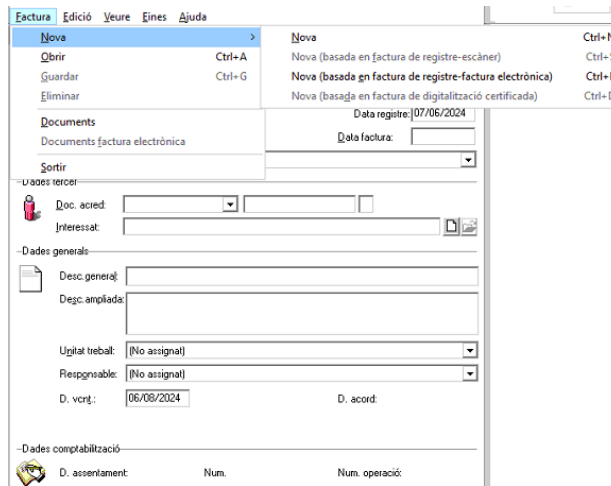 Factura Edició Veure Eines Ajuda
Nova > Nova
Obrir Ctrl+A Nova (basada en factura de registre-escàner)
Guardar Ctrl+G Nova (basada en factura de registre-factura electrònica)
Eliminar Nova (basada en factura de digitalització certificada)
Documents Data registre: 07/06/2024
Documents factura electrònica Data factura:
Sortir
Dades tercer
Doc. acred:
Interessat:
Dades generals
Desc.general:
Desc.ampliada:
Unitat treball: (No assignat)
Responsable: (No assignat)
D. vcnt.: 06/08/2024 D. acord:
Dades comptabilització
D. assentament: Num. Num. operació: